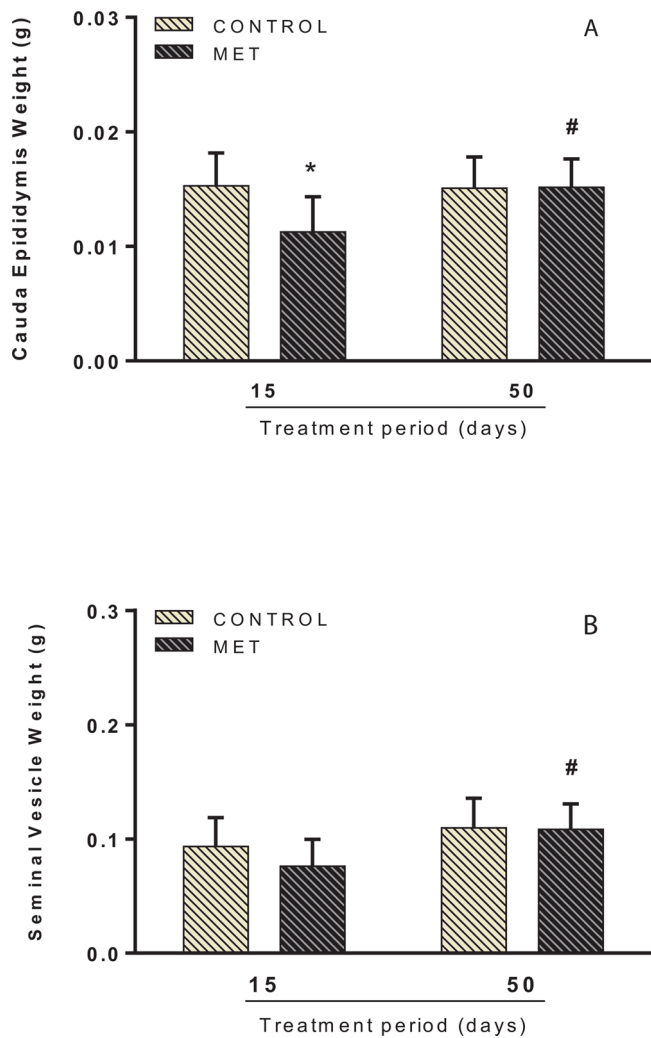 A
CONTROL
MET
Cauda Epididymis Weight (g)
0.03
0.02
0.01
0.00
*
#
15 50
Treatment period (days)
B
CONTROL
MET
Seminal Vesicle Weight (g)
0.3
0.2
0.1
0.0
#
15 50
Treatment period (days)